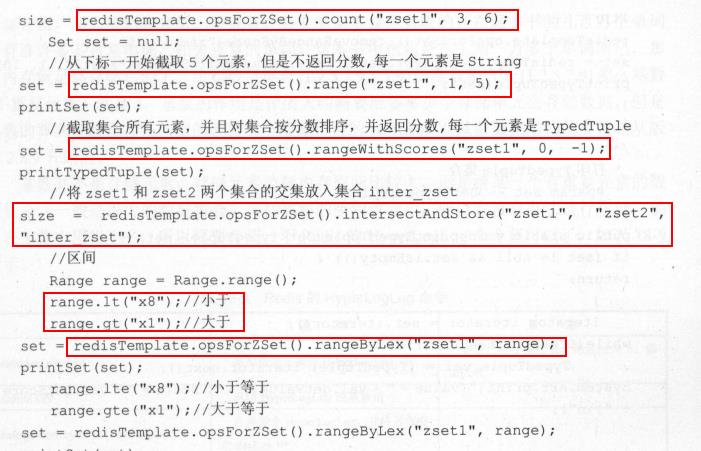 size = redisTemplate.opsForZSet().count("zset1", 3, 6);
Set set = null;
//从下标一开始截取 5 个元素，但是不返回分数,每一个元素是 String
set = redisTemplate.opsForZSet().range("zset1", 1, 5);
printSet(set);
//截取集合所有元素，并且对集合按分数排序，并返回分数,每一个元素是 TypedTuple
set = redisTemplate.opsForZSet().rangeWithScores("zset1", 0, -1);
printTypedTuple(set);
//将 zset1 和 zset2 两个集合的交集放入集合 inter_zset
size = redisTemplate.opsForZSet().intersectAndStore("zset1", "zset2",
"inter_zset");
//区间
Range range = Range.range();
range.lt("x8");//小于
range.gt("x1");//大于
set = redisTemplate.opsForZSet().rangeByLex("zset1", range);
printSet(set);
range.lte("x8");//小于等于
range.gte("x1");//大于等于
set = redisTemplate.opsForZSet().rangeByLex("zset1", range);